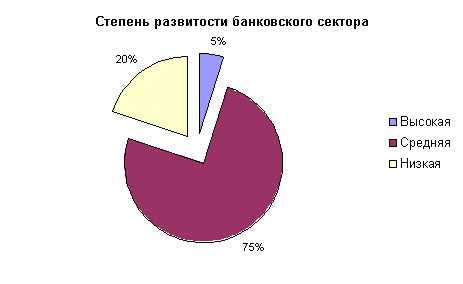 Степень развитости банковского сектора
5%
20%
Высокая
Средняя
Низкая
75%